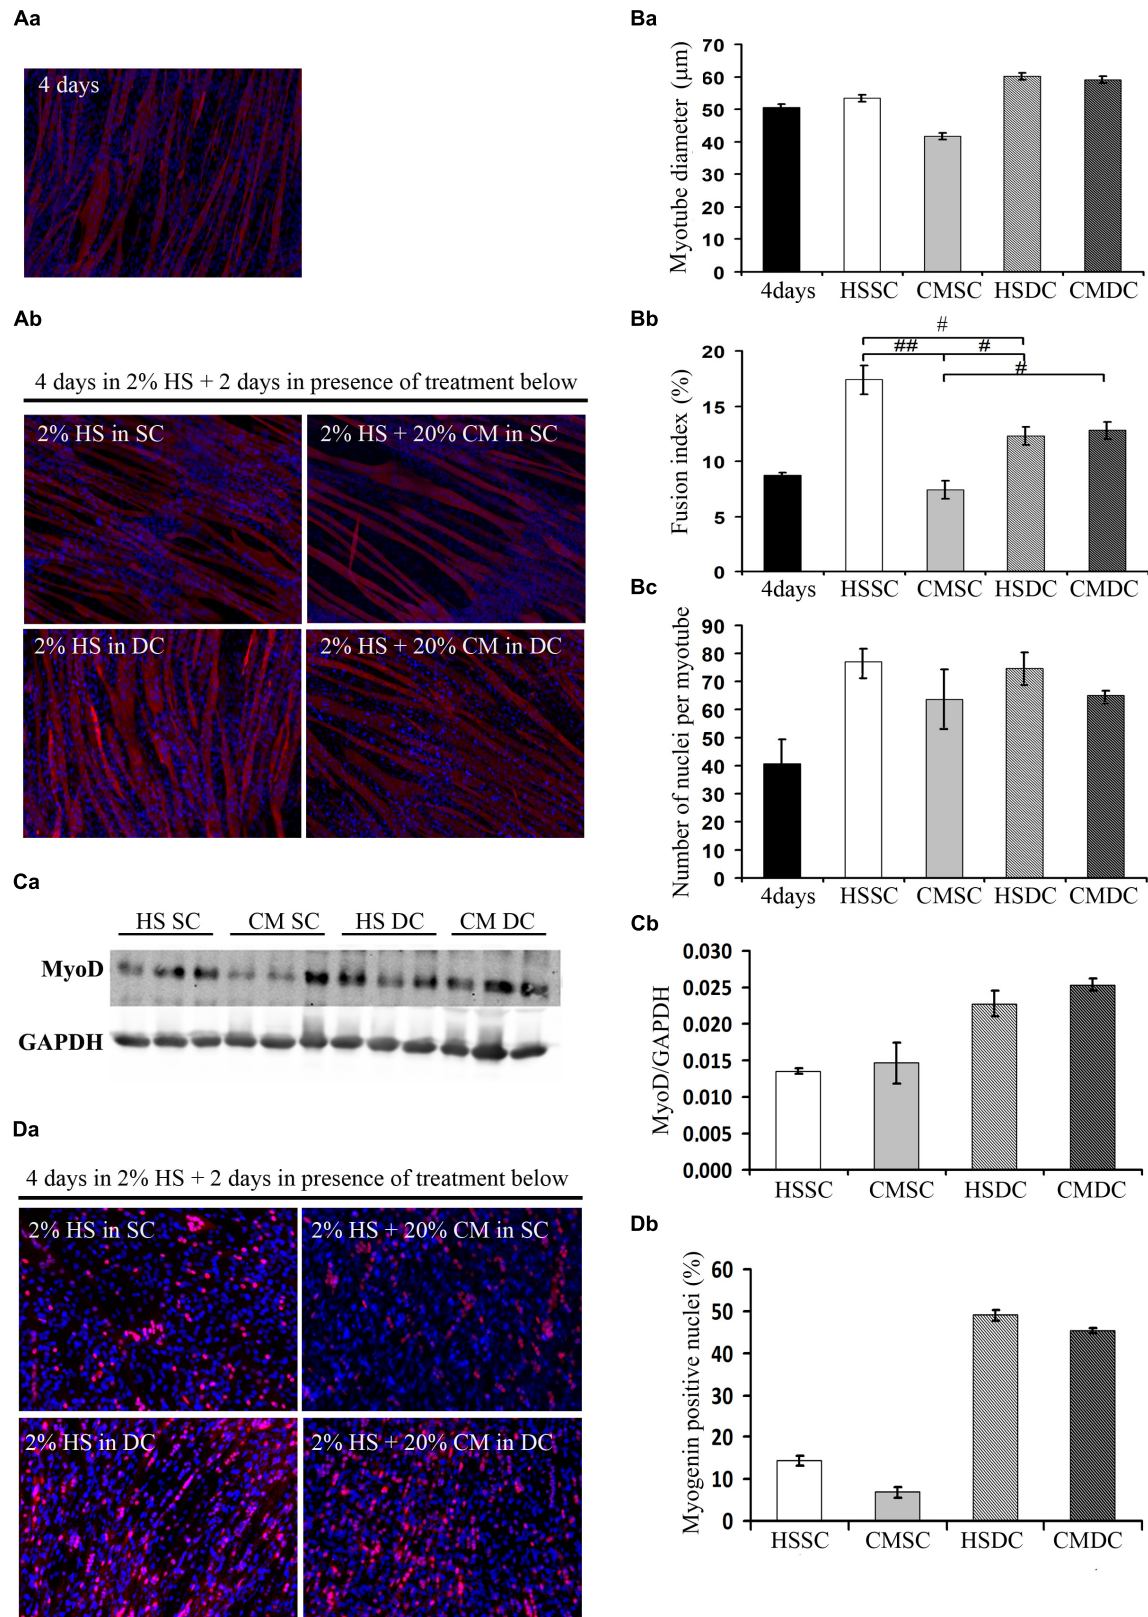 Aa
4 days
Ab
4 days in 2% HS + 2 days in presence of treatment below
2% HS in SC
2% HS + 20% CM in SC
2% HS in DC
2% HS + 20% CM in DC
Ca
HS SC CM SC HS DC CM DC
MyoD
GAPDH
Da
4 days in 2% HS + 2 days in presence of treatment below
2% HS in SC
2% HS + 20% CM in SC
2% HS in DC
2% HS + 20% CM in DC
Ba
Myotube diameter (µm)
70
60
50
40
30
20
10
0
4days HSSC CMSC HSDC CMDC
Bb
#
## #
#
Fusion index (%)
20
15
10
5
0
4days HSSC CMSC HSDC CMDC
Bc
Number of nuclei per myotube
90
80
70
60
50
40
30
20
10
0
4days HSSC CMSC HSDC CMDC
Cb
MyoD/GAPDH
0.030
0.025
0.020
0.015
0.010
0.005
0,000
HSSC CMSC HSDC CMDC
Db
Myogenin positive nuclei (%)
60
50
40
30
20
10
0
HSSC CMSC HSDC CMDC